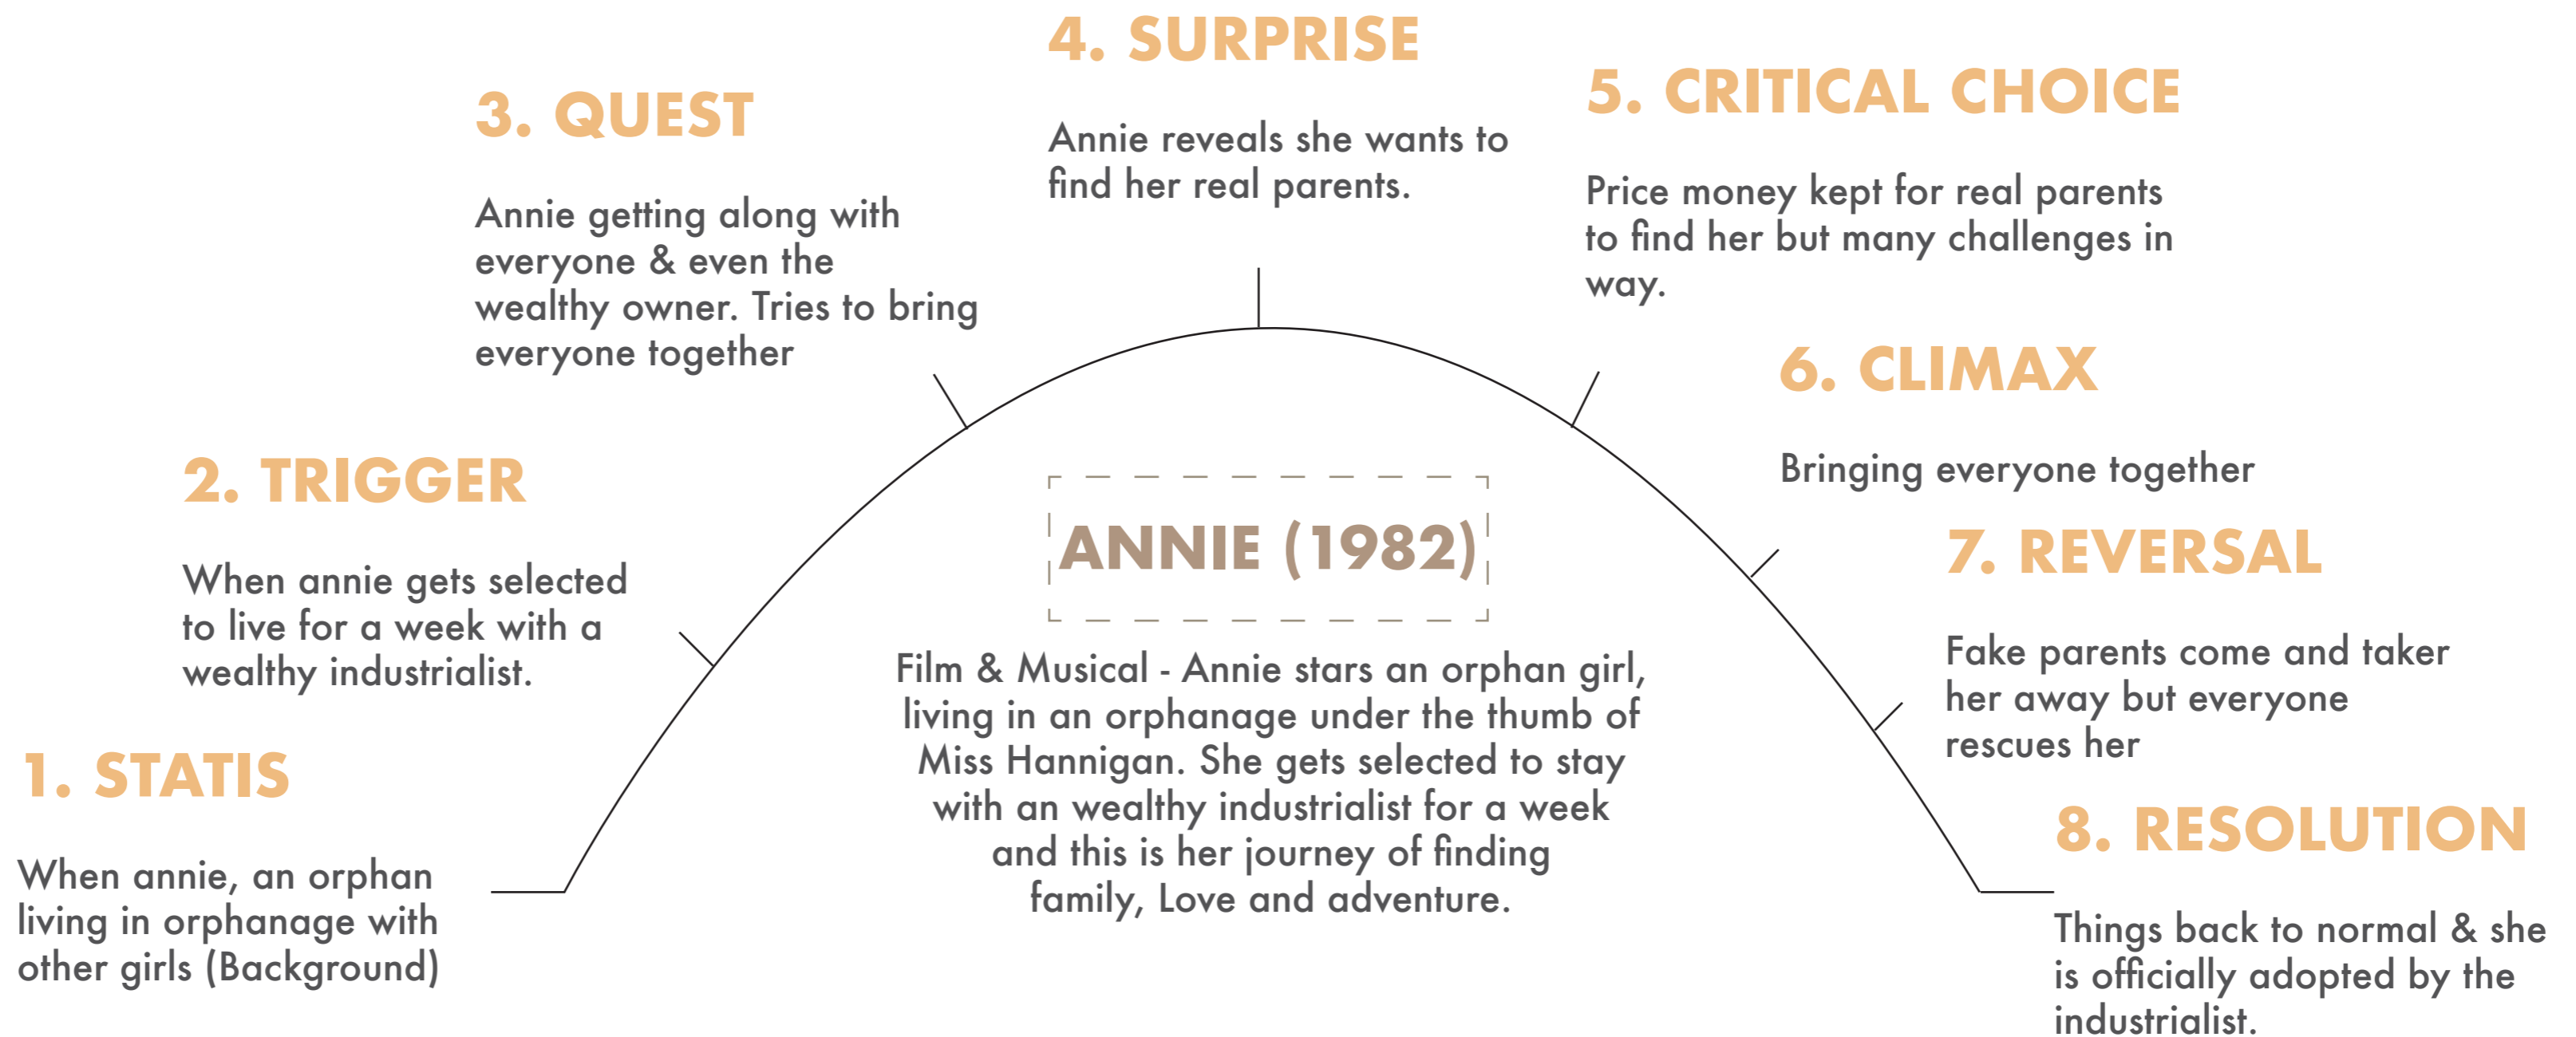 1. STATIS
When annie, an orphan
living in orphanage with
other girls (Background)
2. TRIGGER
When annie gets selected
to live for a week with a
wealthy industrialist.
3. QUEST
Annie getting along with
everyone & even the
wealthy owner. Tries to bring
everyone together
4. SURPRISE
Annie reveals she wants to
find her real parents.
5. CRITICAL CHOICE
Price money kept for real parents
to find her but many challenges in
way.
6. CLIMAX
Bringing everyone together
7. REVERSAL
Fake parents come and taker
her away but everyone
rescues her
8. RESOLUTION
Things back to normal & she
is officially adopted by the
industrialist.
ANNIE (1982)
Film & Musical - Annie stars an orphan girl,
living in an orphanage under the thumb of
Miss Hannigan. She gets selected to stay
with an wealthy industrialist for a week
and this is her journey of finding
family, Love and adventure.